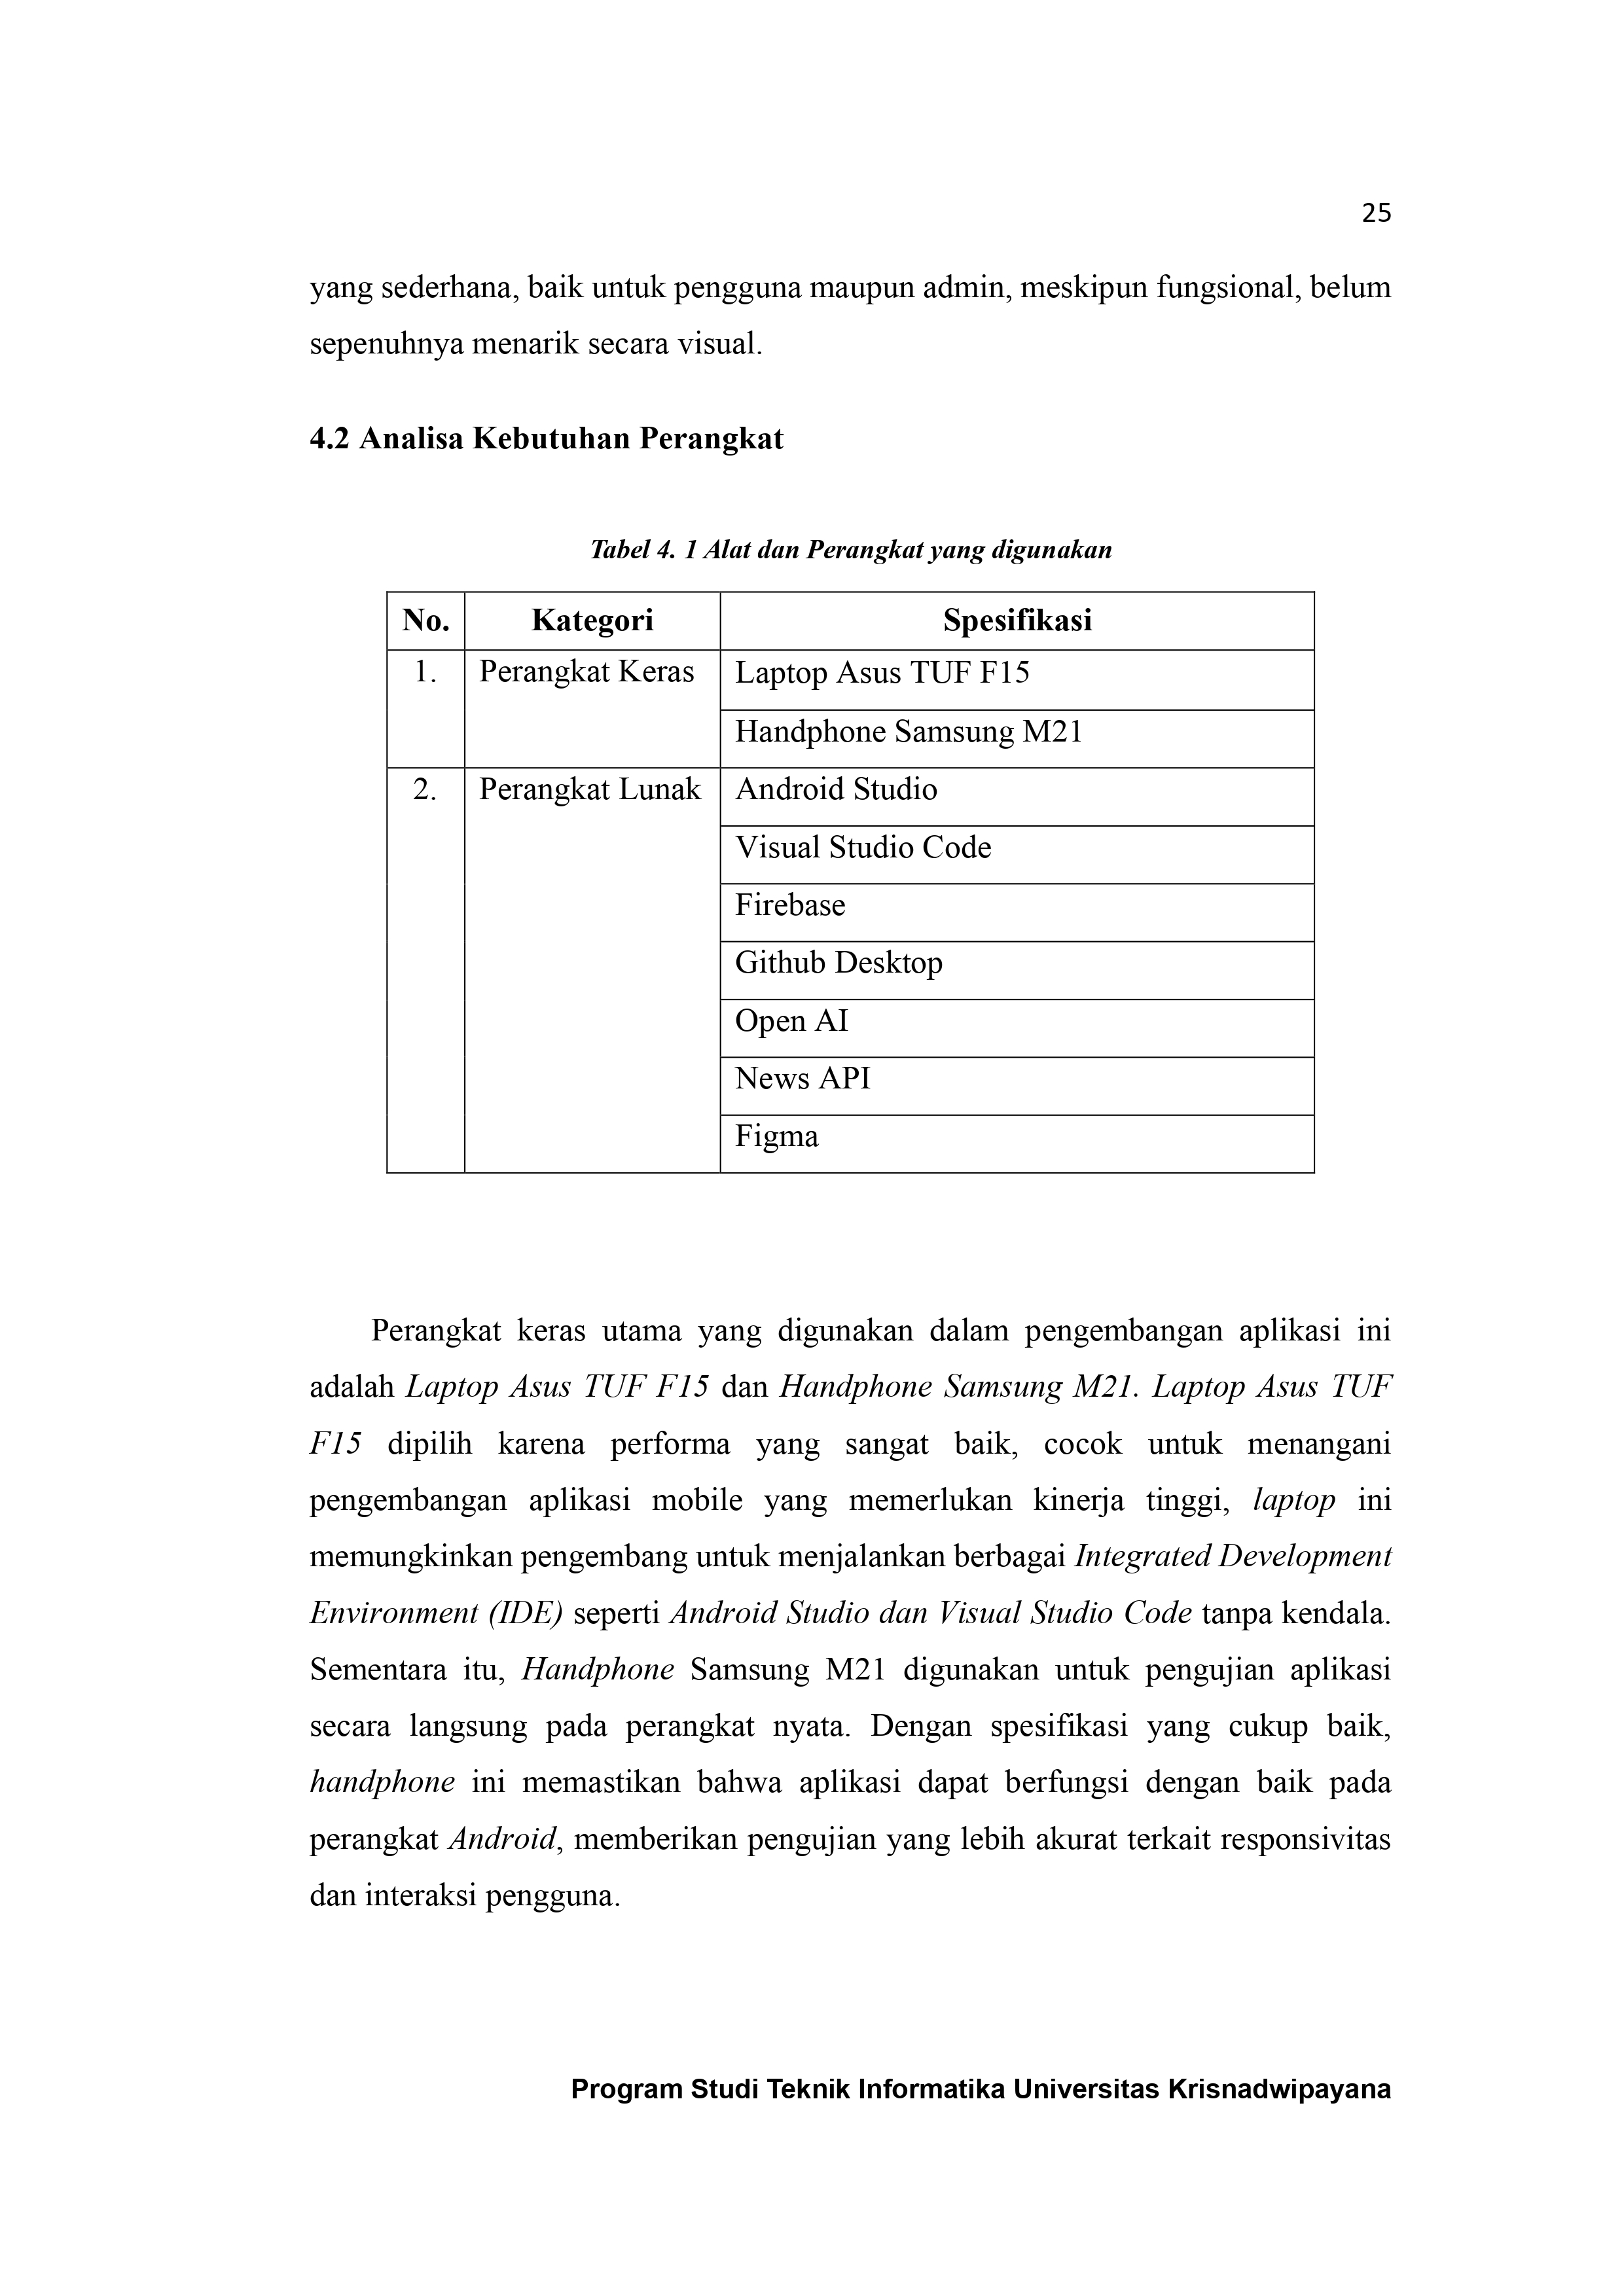 25
yang sederhana, baik untuk pengguna maupun admin, meskipun fungsional, belum
sepenuhnya menarik secara visual.
4.2 Analisa Kebutuhan Perangkat
Tabel 4. 1 Alat dan Perangkat yang digunakan
No. Kategori Spesifikasi
1. Perangkat Keras Laptop Asus TUF F15
Handphone Samsung M21
2. Perangkat Lunak Android Studio
Visual Studio Code
Firebase
Github Desktop
Open AI
News API
Figma
Perangkat keras utama yang digunakan dalam pengembangan aplikasi ini
adalah Laptop Asus TUF F15 dan Handphone Samsung M21. Laptop Asus TUF
F15 dipilih karena performa yang sangat baik, cocok untuk menangani
pengembangan aplikasi mobile yang memerlukan kinerja tinggi, laptop ini
memungkinkan pengembang untuk menjalankan berbagai Integrated Development
Environment (IDE) seperti Android Studio dan Visual Studio Code tanpa kendala.
Sementara itu, Handphone Samsung M21 digunakan untuk pengujian aplikasi
secara langsung pada perangkat nyata. Dengan spesifikasi yang cukup baik,
handphone ini memastikan bahwa aplikasi dapat berfungsi dengan baik pada
perangkat Android, memberikan pengujian yang lebih akurat terkait responsivitas
dan interaksi pengguna.
Program Studi Teknik Informatika Universitas Krisnadwipayana